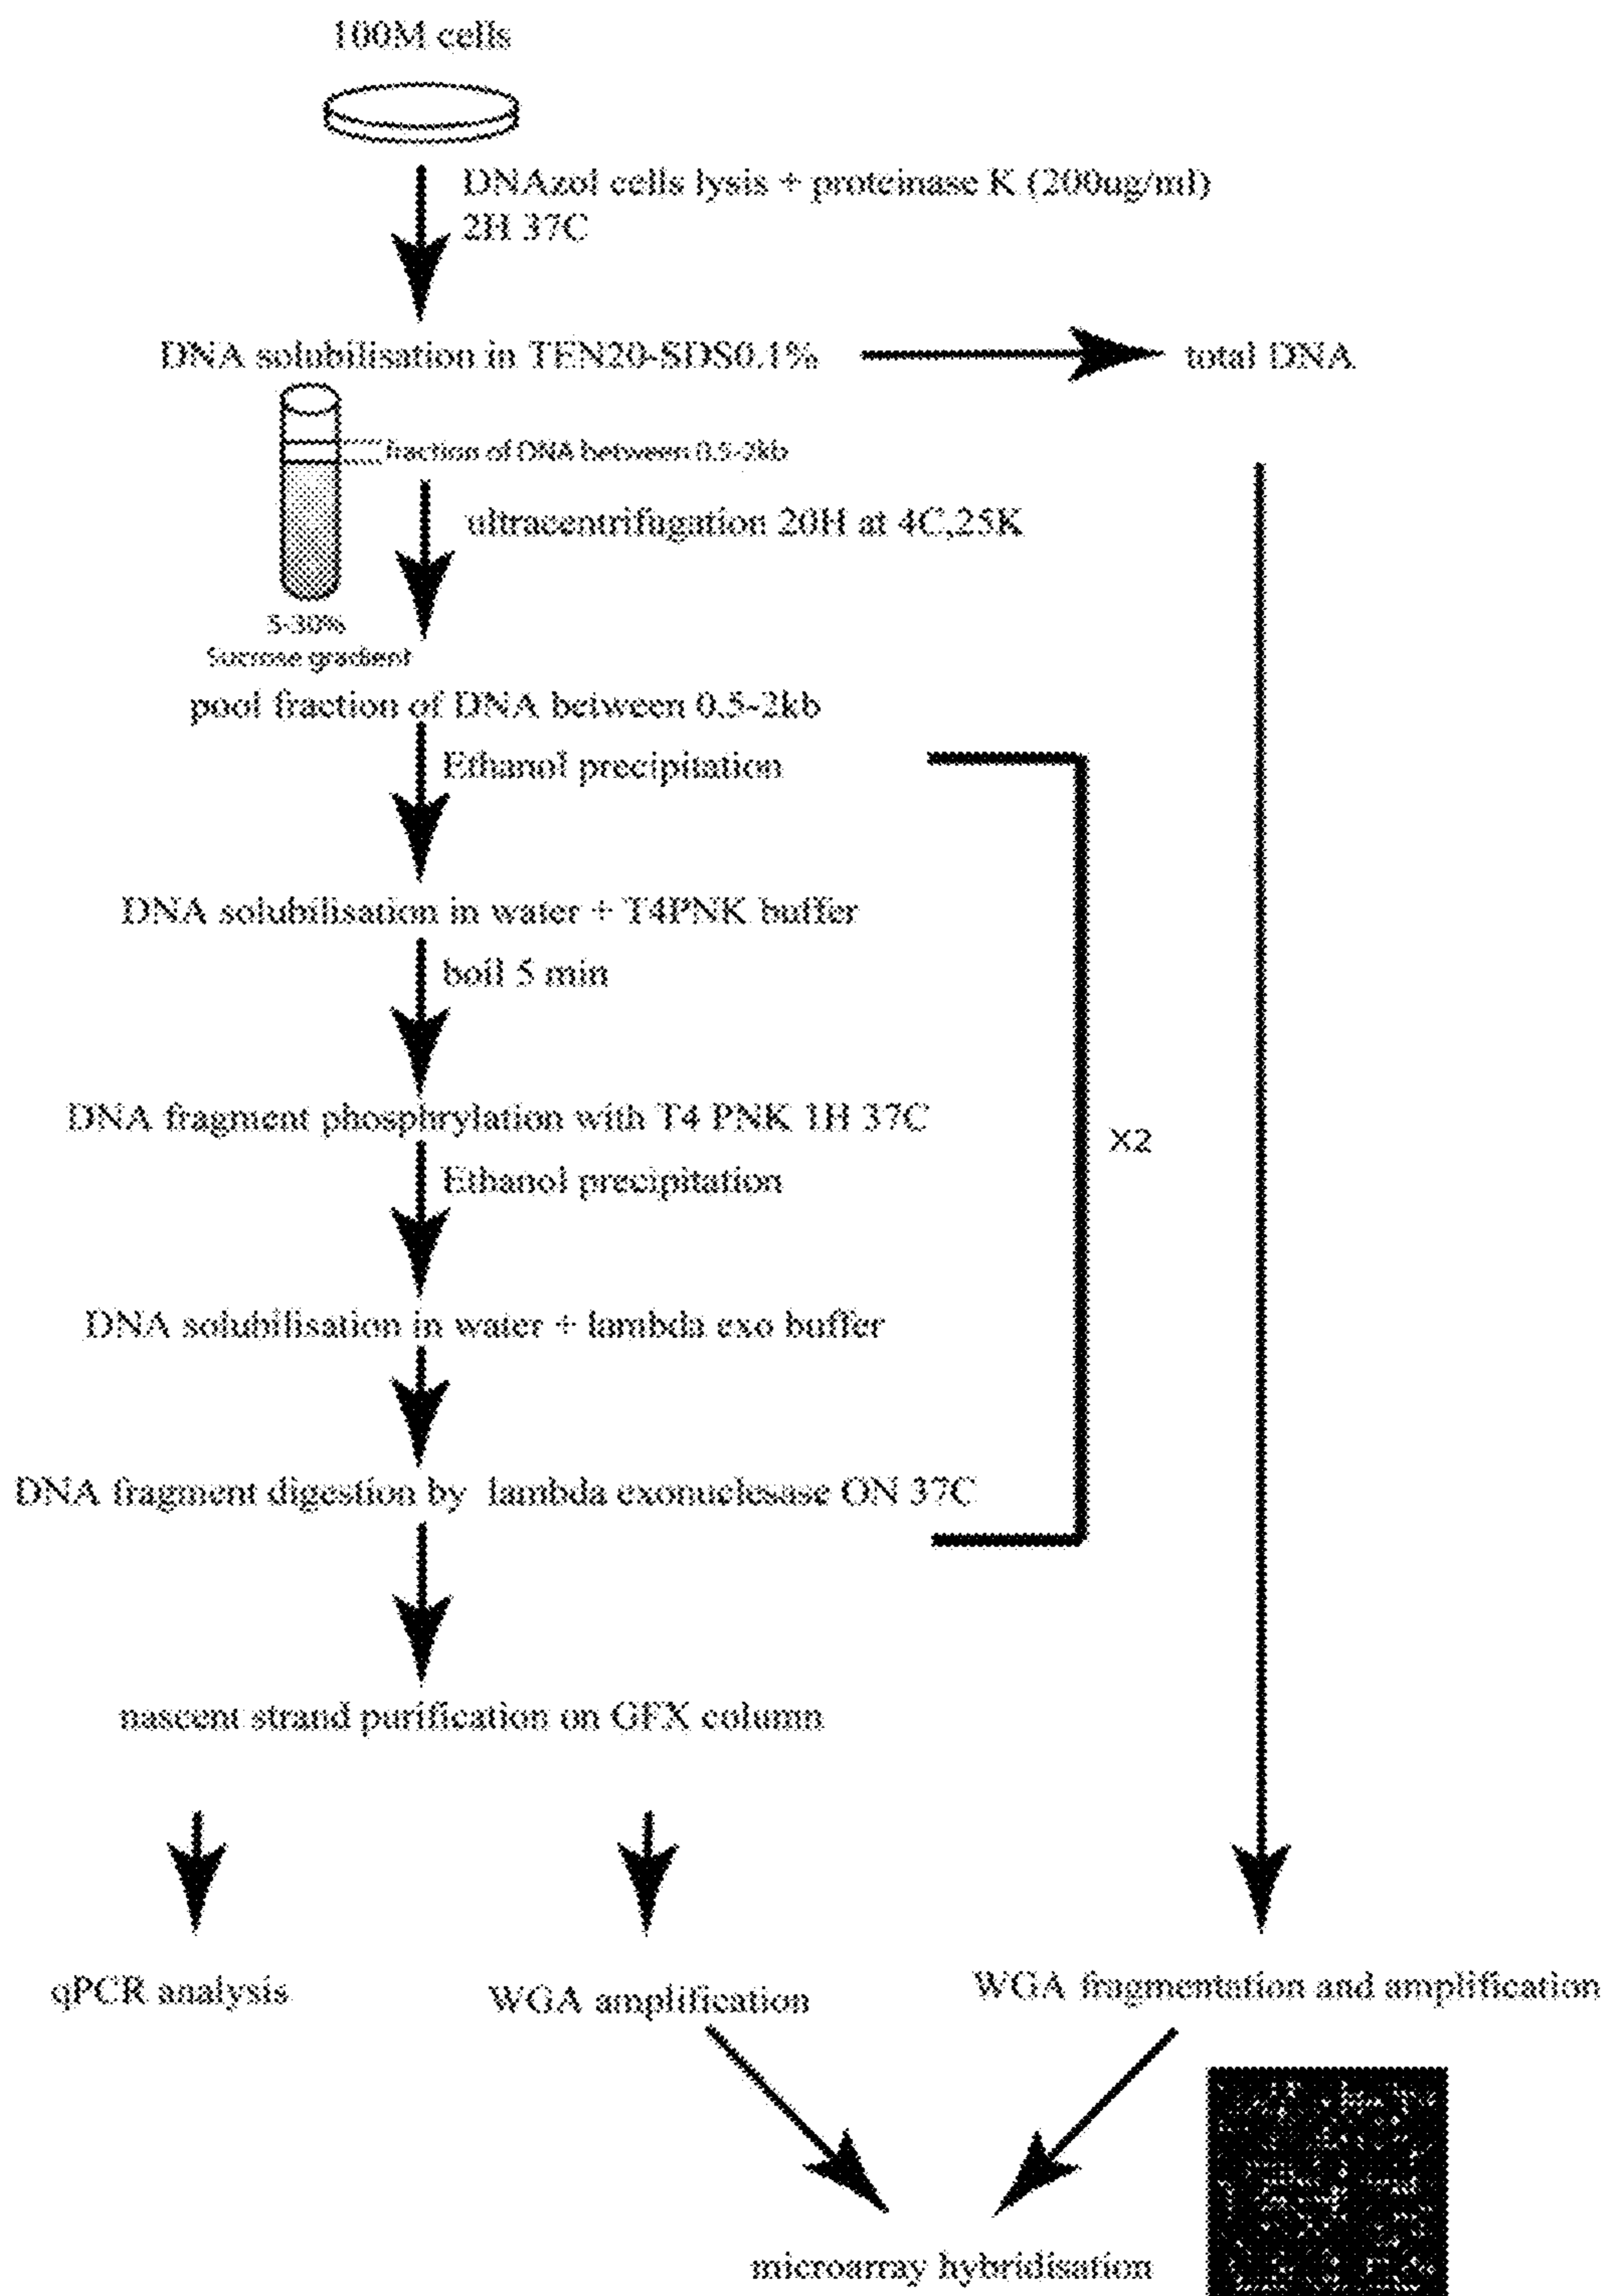 100M cells
DNAzol cells lysis + proteinase K (200ug/ml)
2H 37C
DNA solubilisation in TEN20-SDS0.1%
total DNA
fraction of DNA between 0.5-2kb
ultracentrifugation 20H at 4C,25K
5-30%
Sucrose gradient
pool fraction of DNA between 0.5-2kb
Ethanol precipitation
DNA solubilisation in water + T4PNK buffer
boil 5 min
DNA fragment phosphrylation with T4 PNK 1H 37C
X2
Ethanol precipitation
DNA solubilisation in water + lambda exo buffer
DNA fragment digestion by lambda exonuclesase ON 37C
nascent strand purification on GFX column
qPCR analysis
WGA amplification
WGA fragmentation and amplification
microarray hybridisation